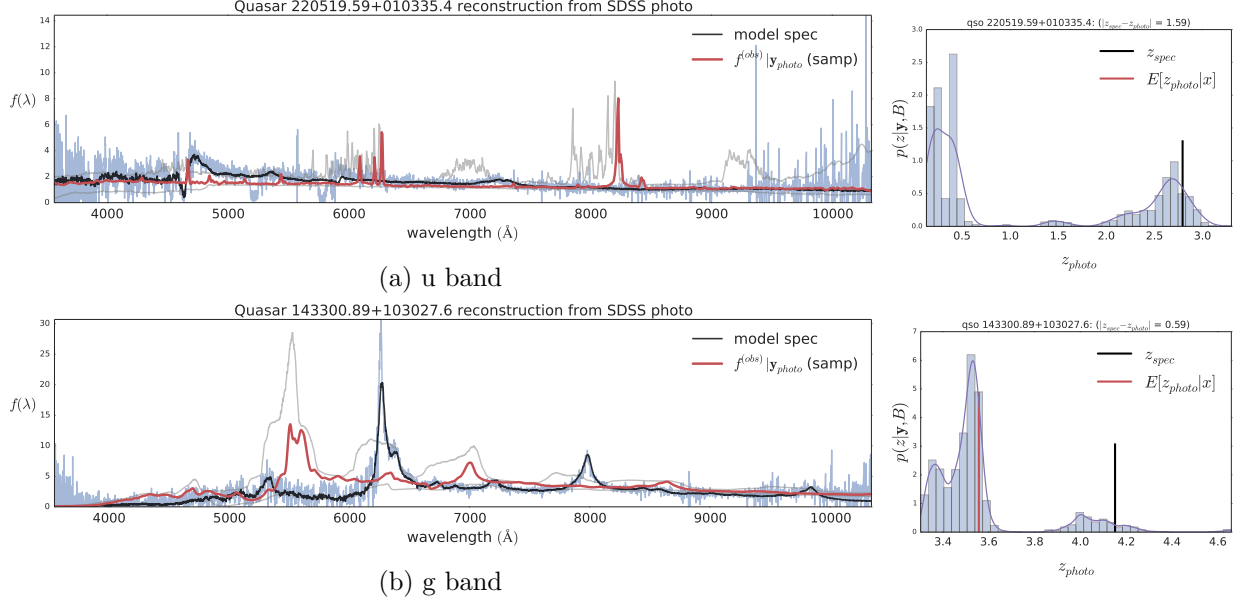 Quasar 220519.59+010335.4 reconstruction from SDSS photo
f(λ)
14
12
10
8
6
4
2
0
4000 5000 6000 7000 8000 9000 10000
wavelength (Å)
model spec
f^(obs) |y_photo (samp)
qso 220519.59+010335.4: (|z_spec−z_photo| = 1.59)
p(z|y,B)
3.0
2.5
2.0
1.5
1.0
0.5
0.0
0.5 1.0 1.5 2.0 2.5 3.0
z_photo
z_spec
E[z_photo|x]
(a) u band
Quasar 143300.89+103027.6 reconstruction from SDSS photo
f(λ)
30
25
20
15
10
5
0
4000 5000 6000 7000 8000 9000 10000
wavelength (Å)
model spec
f^(obs) |y_photo (samp)
qso 143300.89+103027.6: (|z_spec−z_photo| = 0.59)
p(z|y,B)
7
6
5
4
3
2
1
0
3.4 3.6 3.8 4.0 4.2 4.4 4.6
z_photo
z_spec
E[z_photo|x]
(b) g band